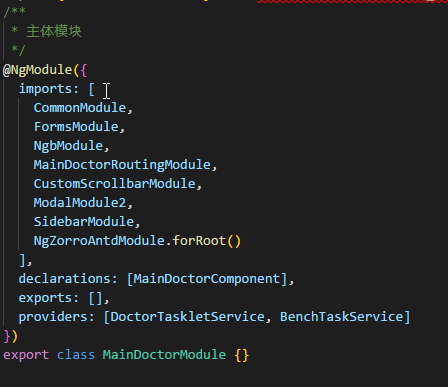 /**
 * 主体模块
 */
@NgModule({
  imports: [
    CommonModule,
    FormsModule,
    NgbModule,
    MainDoctorRoutingModule,
    CustomScrollbarModule,
    ModalModule2,
    SidebarModule,
    NgZorroAntdModule.forRoot()
  ],
  declarations: [MainDoctorComponent],
  exports: [],
  providers: [DoctorTaskletService, BenchTaskService]
})
export class MainDoctorModule {}